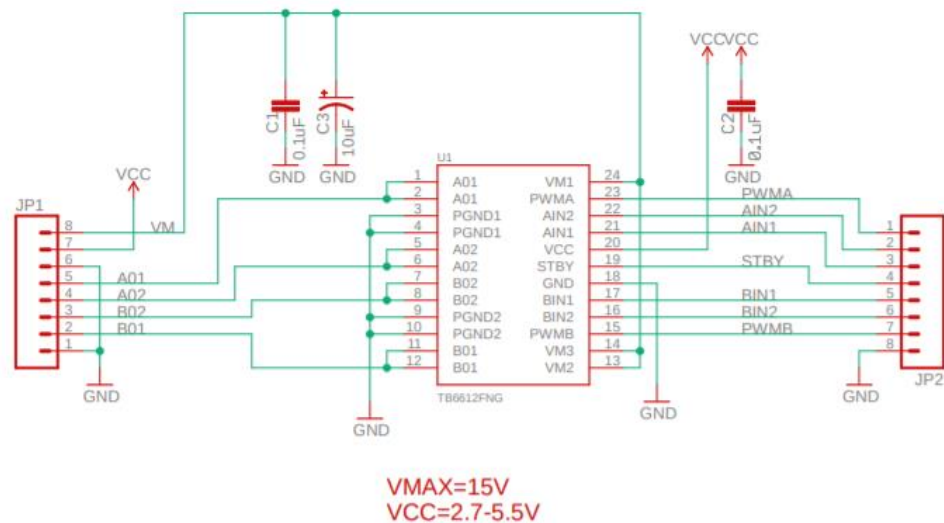 VCC VCC
C1
0.1uF
C3
10uF
C2
0.1uF
GND GND
GND
VCC
U1
JP1
8 VM
7
6
5 A01
4 A02
3 B02
2 B01
1
GND
1 A01 VM1 24
2 A01 PWMA 23 PWMA
3 PGND1 AIN2 22 AIN2
4 PGND1 AIN1 21 AIN1
5 A02 VCC 20
6 A02 STBY 19 STBY
7 B02 GND 18
8 B02 BIN1 17 BIN1
9 PGND2 BIN2 16 BIN2
10 PGND2 PWMB 15 PWMB
11 B01 VM3 14
12 B01 VM2 13
TB6612FNG
1
2
3
4
5
6
7
8
JP2
GND
GND
GND
VMAX=15V
VCC=2.7-5.5V